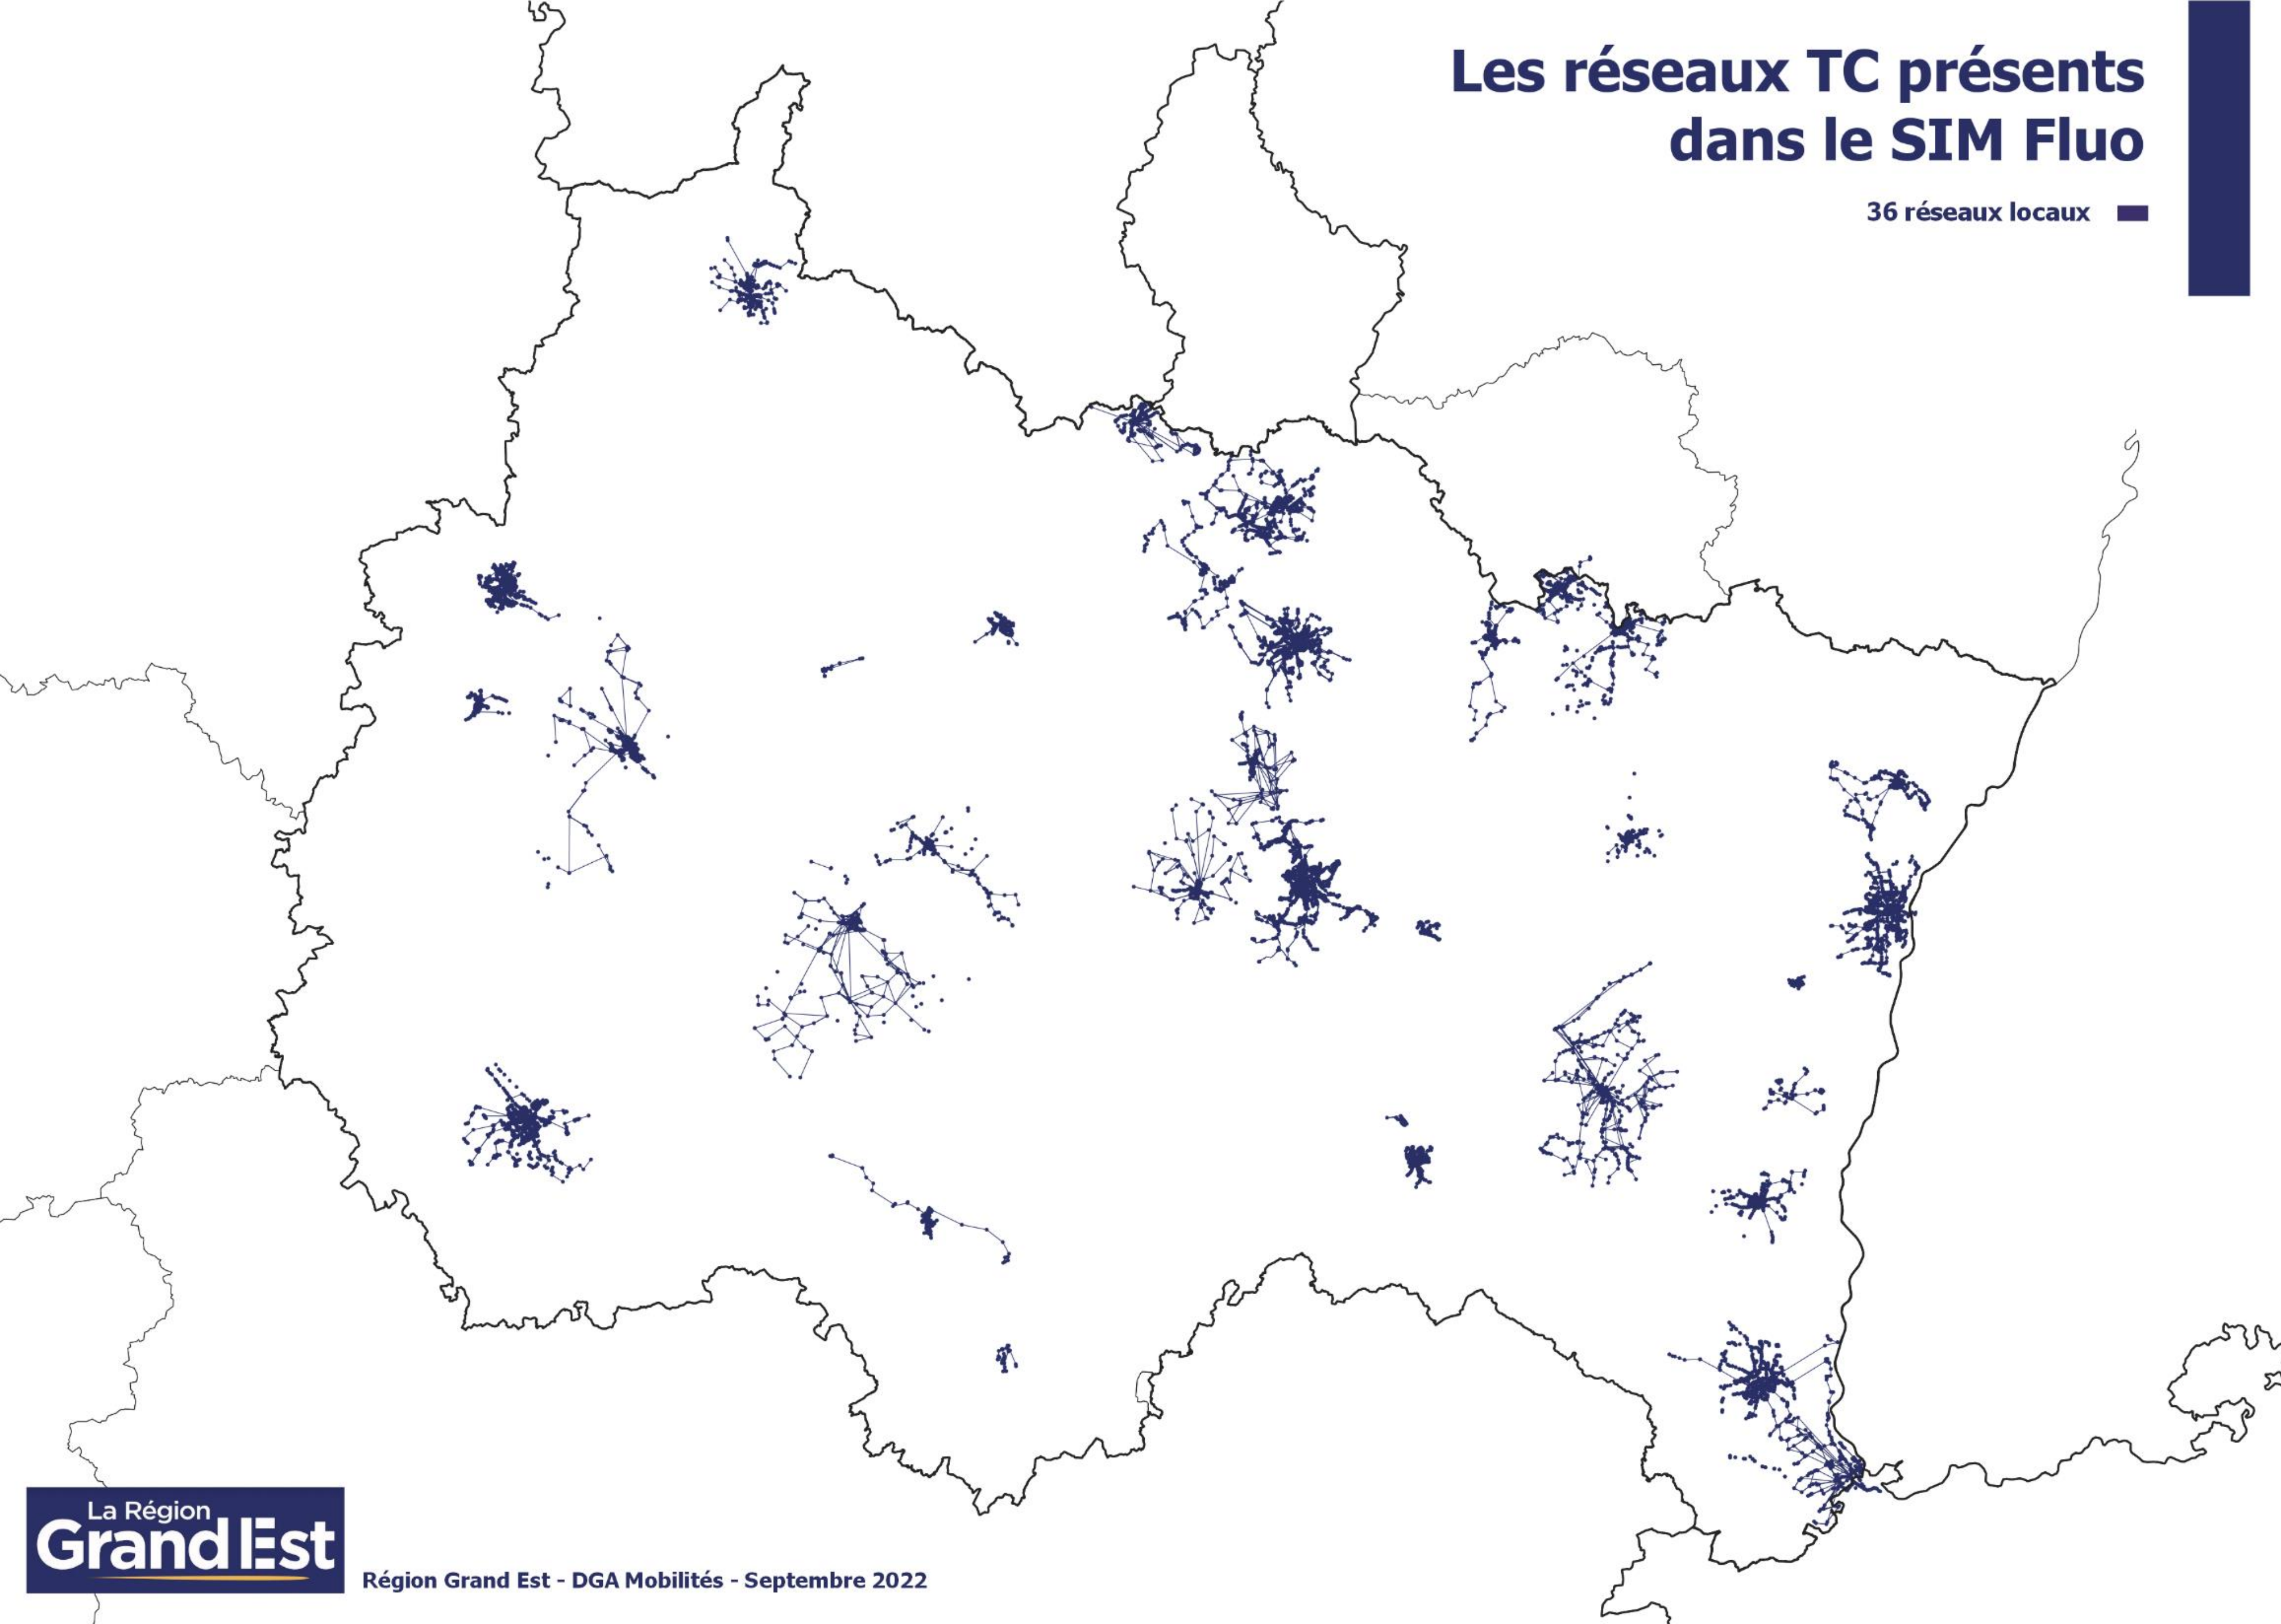 Les réseaux TC présents
dans le SIM Fluo
36 réseaux locaux
La Région
Grand Est
Région Grand Est - DGA Mobilités - Septembre 2022